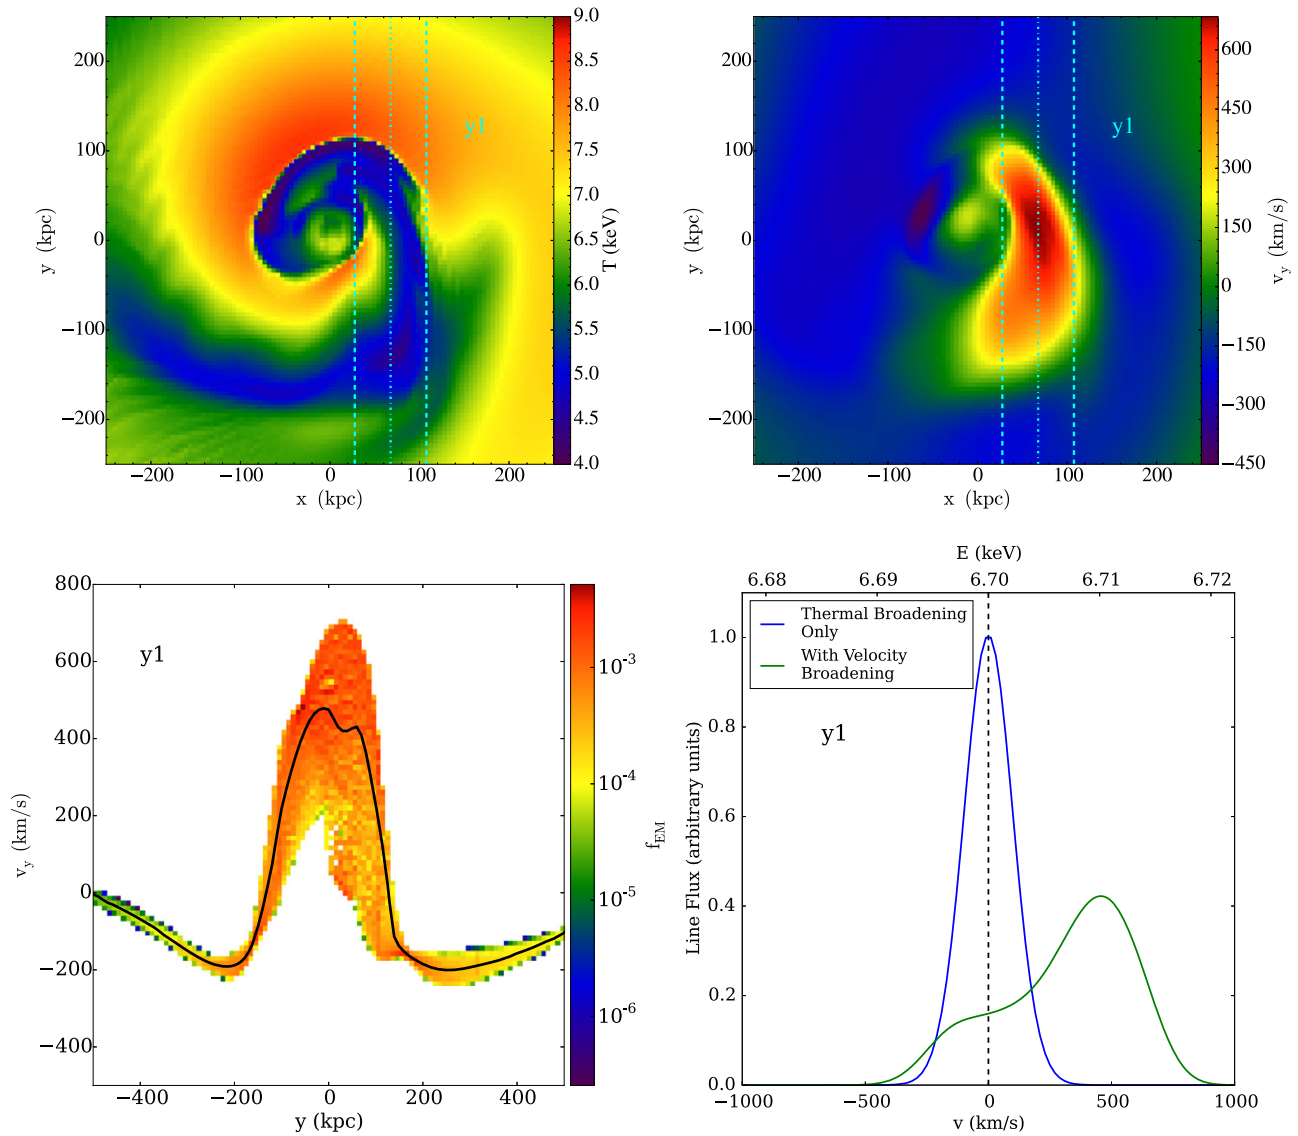 200
100
0
−100
−200
y (kpc)
−200 −100 0 100 200
x (kpc)
y1
9.0
8.5
8.0
7.5
7.0
6.5
6.0
5.5
5.0
4.5
4.0
T (keV)
200
100
0
−100
−200
y (kpc)
−200 −100 0 100 200
x (kpc)
y1
600
450
300
150
0
−150
−300
−450
v_y (km/s)
800
600
400
200
0
−200
−400
v_y (km/s)
y1
−400 −200 0 200 400
y (kpc)
10^{-3}
10^{-4}
10^{-5}
10^{-6}
f_{EM}
E (keV)
6.68 6.69 6.70 6.71 6.72
Thermal Broadening
Only
With Velocity
Broadening
y1
1.0
0.8
0.6
0.4
0.2
0.0
Line Flux (arbitrary units)
−1000 −500 0 500 1000
v (km/s)